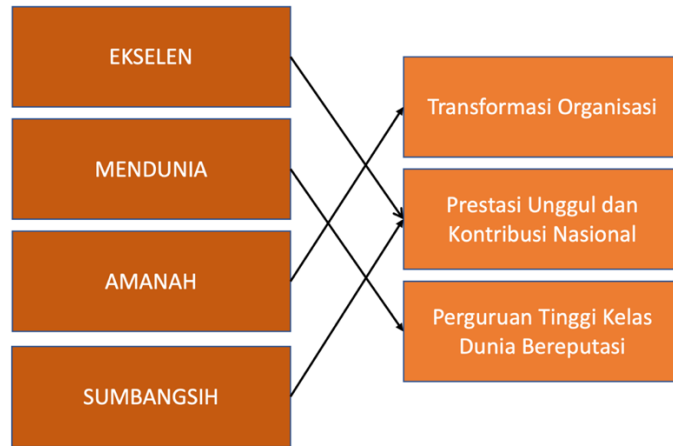 EKSELEN
MENDUNIA
AMANAH
SUMBANGSIH
Transformasi Organisasi
Prestasi Unggul dan
Kontribusi Nasional
Perguruan Tinggi Kelas
Dunia Bereputasi